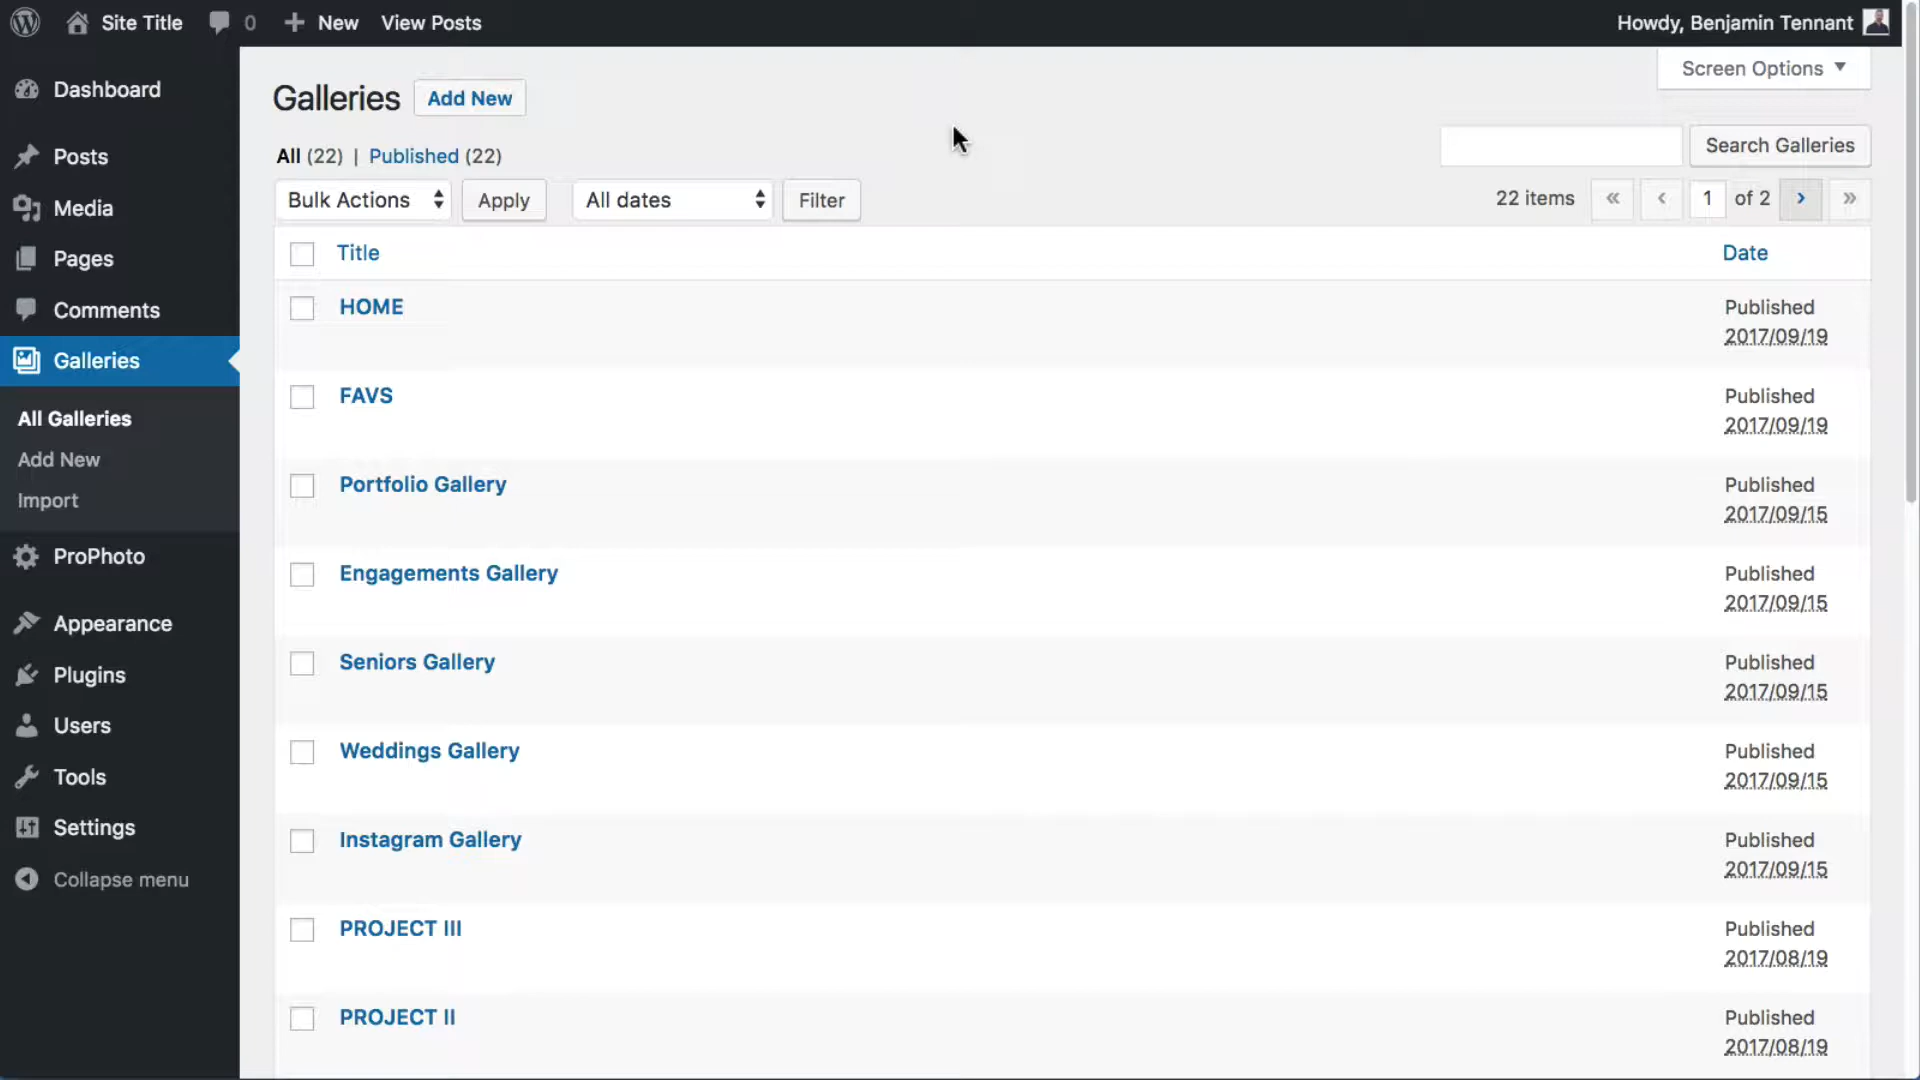 Site Title 0 New View Posts Howdy, Benjamin Tennant
Screen Options
Dashboard
Posts
Media
Pages
Comments
Galleries
All Galleries
Add New
Import
ProPhoto
Appearance
Plugins
Users
Tools
Settings
Collapse menu
Galleries Add New
All (22) | Published (22)
Search Galleries
Bulk Actions Apply All dates Filter
22 items « ‹ 1 of 2 › »
Title Date
HOME Published
2017/09/19
FAVS Published
2017/09/19
Portfolio Gallery Published
2017/09/15
Engagements Gallery Published
2017/09/15
Seniors Gallery Published
2017/09/15
Weddings Gallery Published
2017/09/15
Instagram Gallery Published
2017/09/15
PROJECT III Published
2017/08/19
PROJECT II Published
2017/08/19